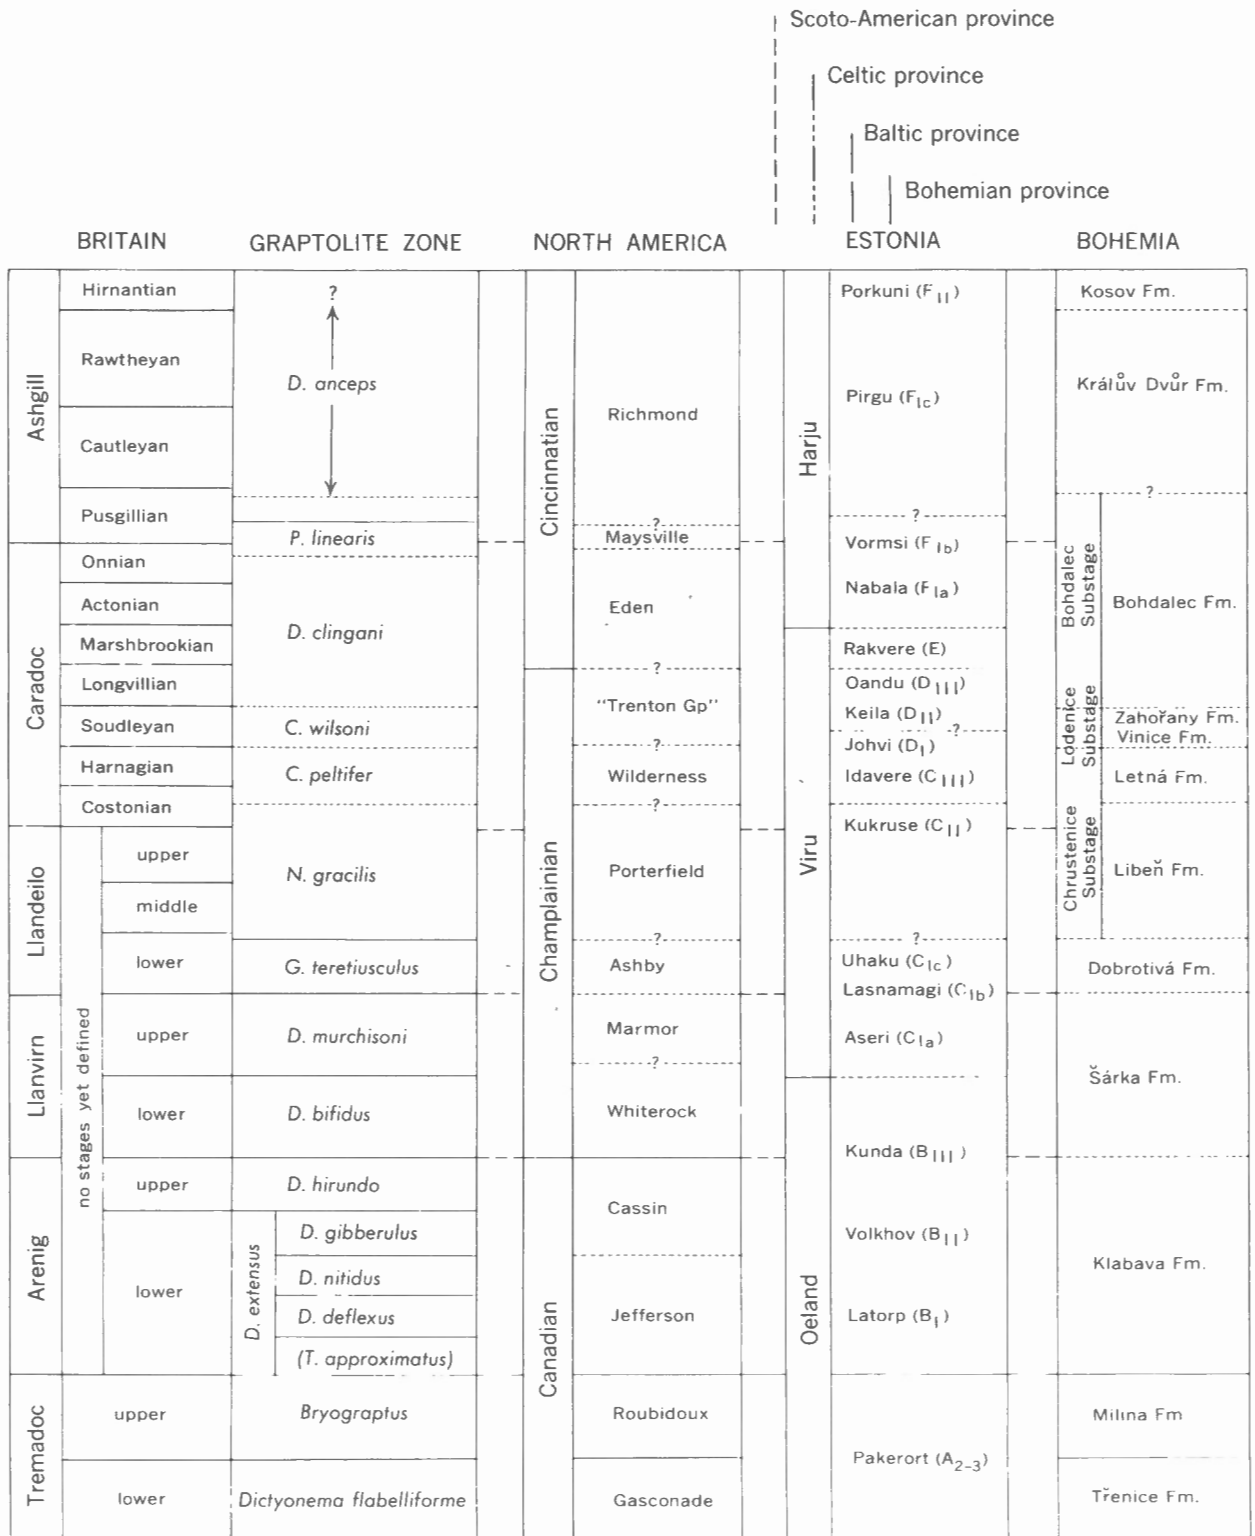 Scoto-American province
Celtic province
Baltic province
Bohemian province
BRITAIN
GRAPTOLITE ZONE
NORTH AMERICA
ESTONIA
BOHEMIA
Ashgill
Hirnantian
Rawtheyan
Cautleyan
Pusgillian
Caradoc
Onnian
Actonian
Marshbrookian
Longvillian
Soudleyan
Harnagian
Costonian
no stages yet defined
Llandeilo
upper
middle
lower
Llanvirn
upper
lower
Arenig
upper
lower
Tremadoc
upper
lower
?
D. anceps
P. linearis
D. clingani
C. wilsoni
C. peltifer
N. gracilis
G. teretiusculus
D. murchisoni
D. bifidus
D. hirundo
D. extensus
D. gibberulus
D. nitidus
D. deflexus
(T. approximatus)
Bryograptus
Dictyonema flabelliforme
Cincinnatian
Richmond
?
Maysville
Eden
?
Champlainian
"Trenton Gp"
?
Wilderness
?
Porterfield
?
Ashby
Marmor
?
Whiterock
Canadian
Cassin
Jefferson
Roubidoux
Gasconade
Harju
Porkuni (F II)
Pirgu (F Ic)
?
Vormsi (F Ib)
Nabala (F Ia)
Viru
Rakvere (E)
Oandu (D III)
Keila (D II)
?
Johvi (D I)
Idavere (C III)
Kukruse (C II)
?
Uhaku (C Ic)
Lasnamagi (C Ib)
Aseri (C Ia)
Oeland
Kunda (B III)
Volkhov (B II)
Latorp (B I)
Pakerort (A 2-3)
Kosov Fm.
Králův Dvůr Fm.
?
Bohdalec
Substage
Bohdalec Fm.
Lodenice
Substage
Zahořany Fm.
Vinice Fm.
Letná Fm.
Chrustenice
Substage
Libeň Fm.
Dobrotivá Fm.
Šárka Fm.
Klabava Fm.
Milina Fm
Třenice Fm.